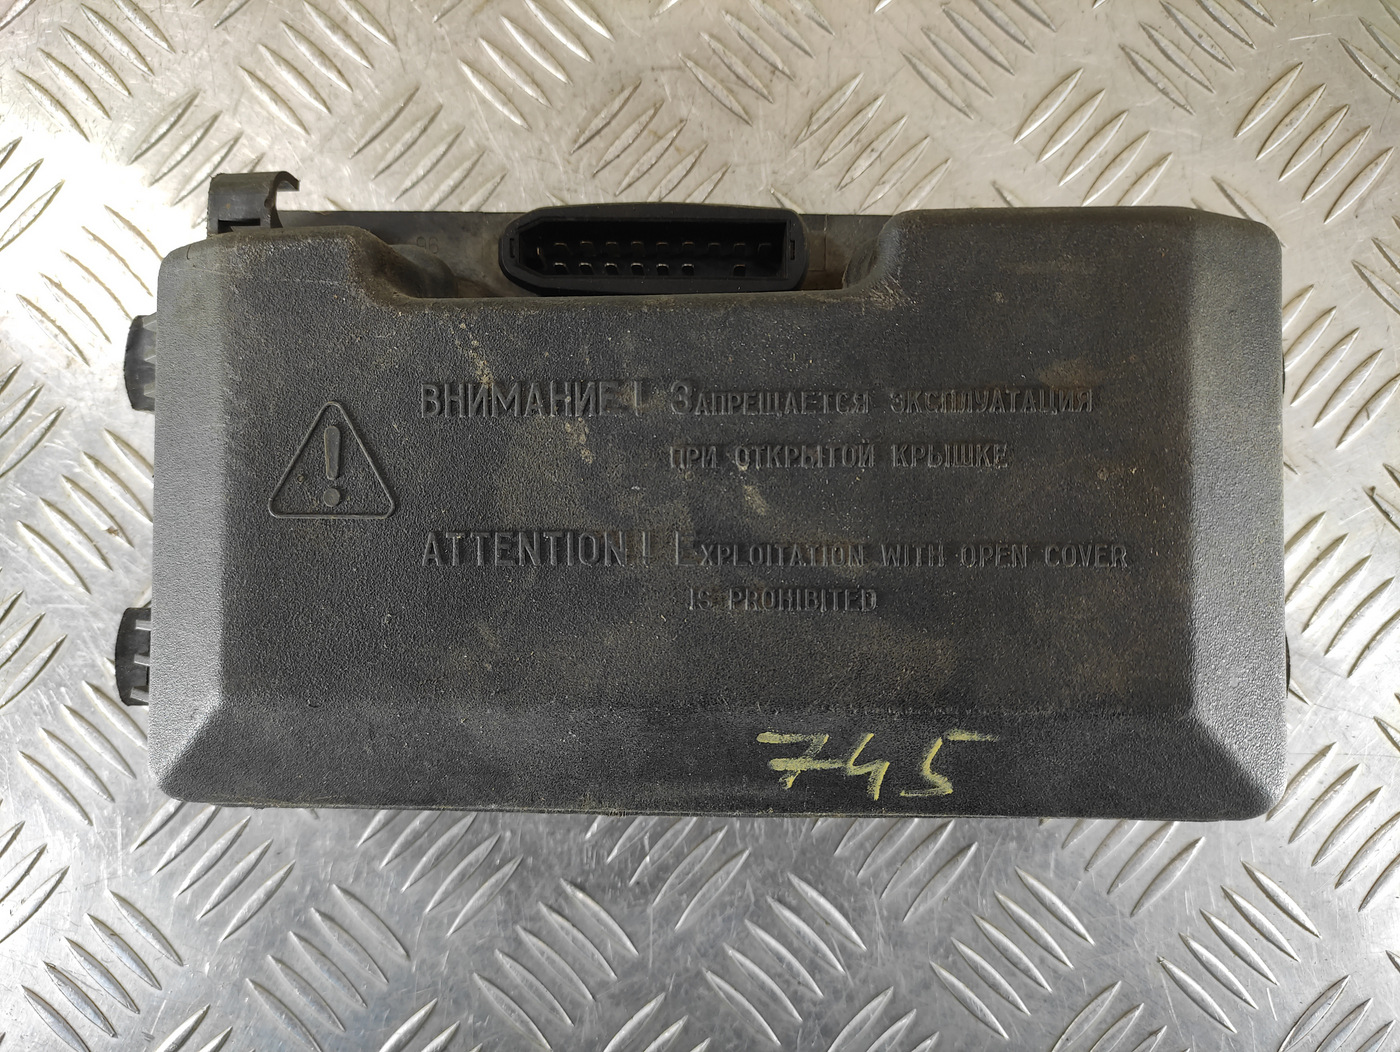 ВНИМАНИЕ! Запрещается эксплуатация
при открытой крышке
ATTENTION! Exploitation with open cover
is prohibited
745